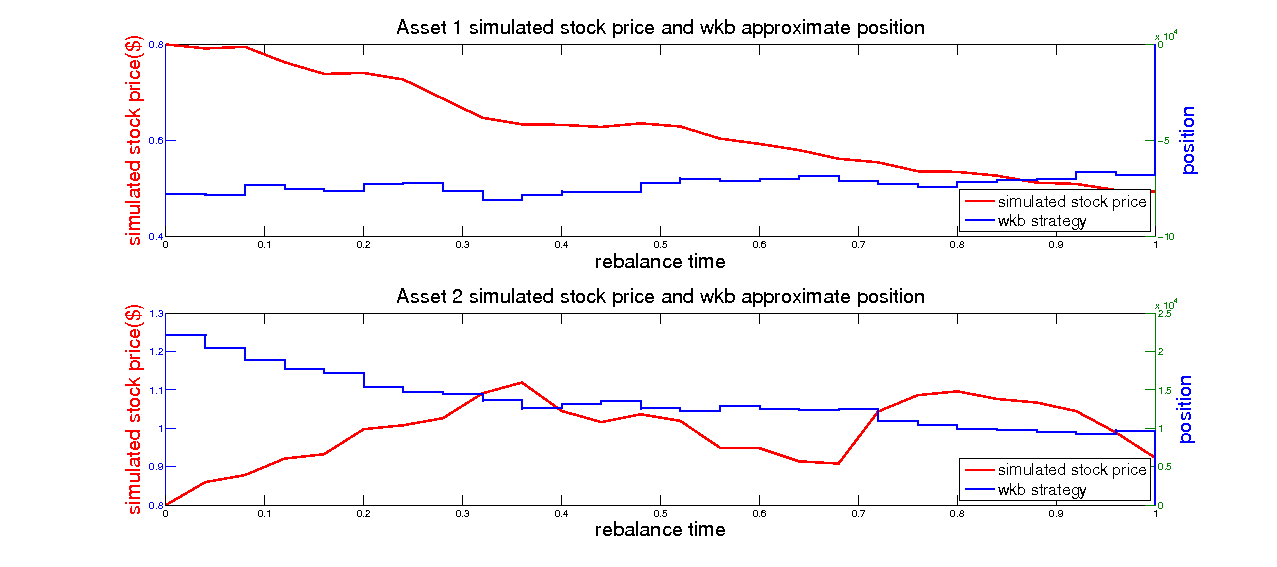 Asset 1 simulated stock price and wkb approximate position
x 10^4
simulated stock price($)
0.8
0.6
0.4
0
-5
-10
position
simulated stock price
wkb strategy
0 0.1 0.2 0.3 0.4 0.5 0.6 0.7 0.8 0.9 1
rebalance time
Asset 2 simulated stock price and wkb approximate position
x 10^4
simulated stock price($)
1.3
1.2
1.1
1
0.9
0.8
2.5
2
1.5
1
0.5
0
position
simulated stock price
wkb strategy
0 0.1 0.2 0.3 0.4 0.5 0.6 0.7 0.8 0.9 1
rebalance time